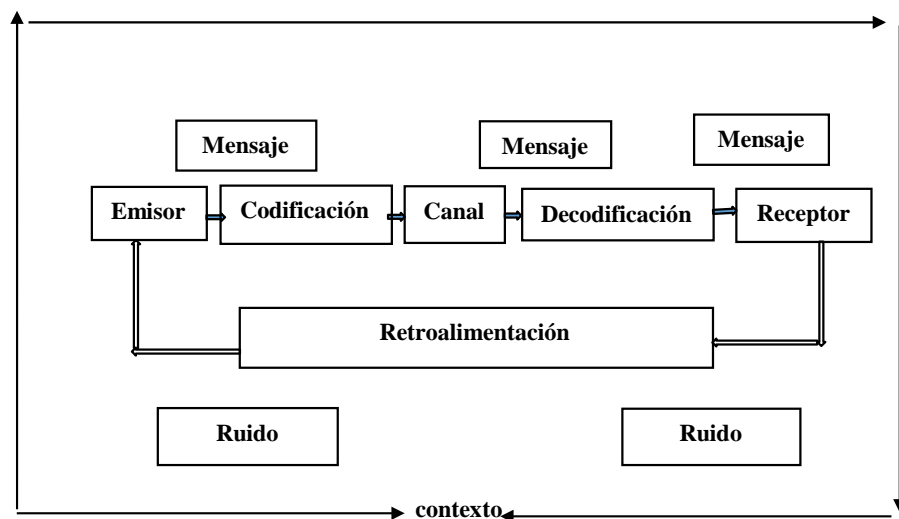 Mensaje
Mensaje
Mensaje
Emisor
Codificación
Canal
Decodificación
Receptor
Retroalimentación
Ruido
Ruido
contexto